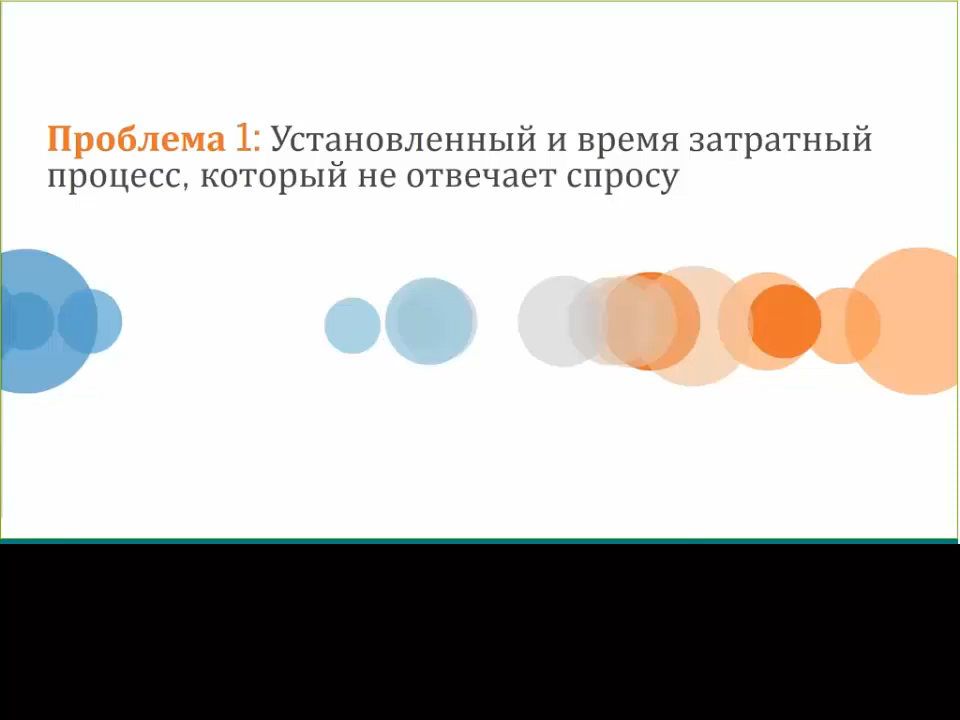 Проблема 1: Установленный и время затратный
процесс, который не отвечает спросу